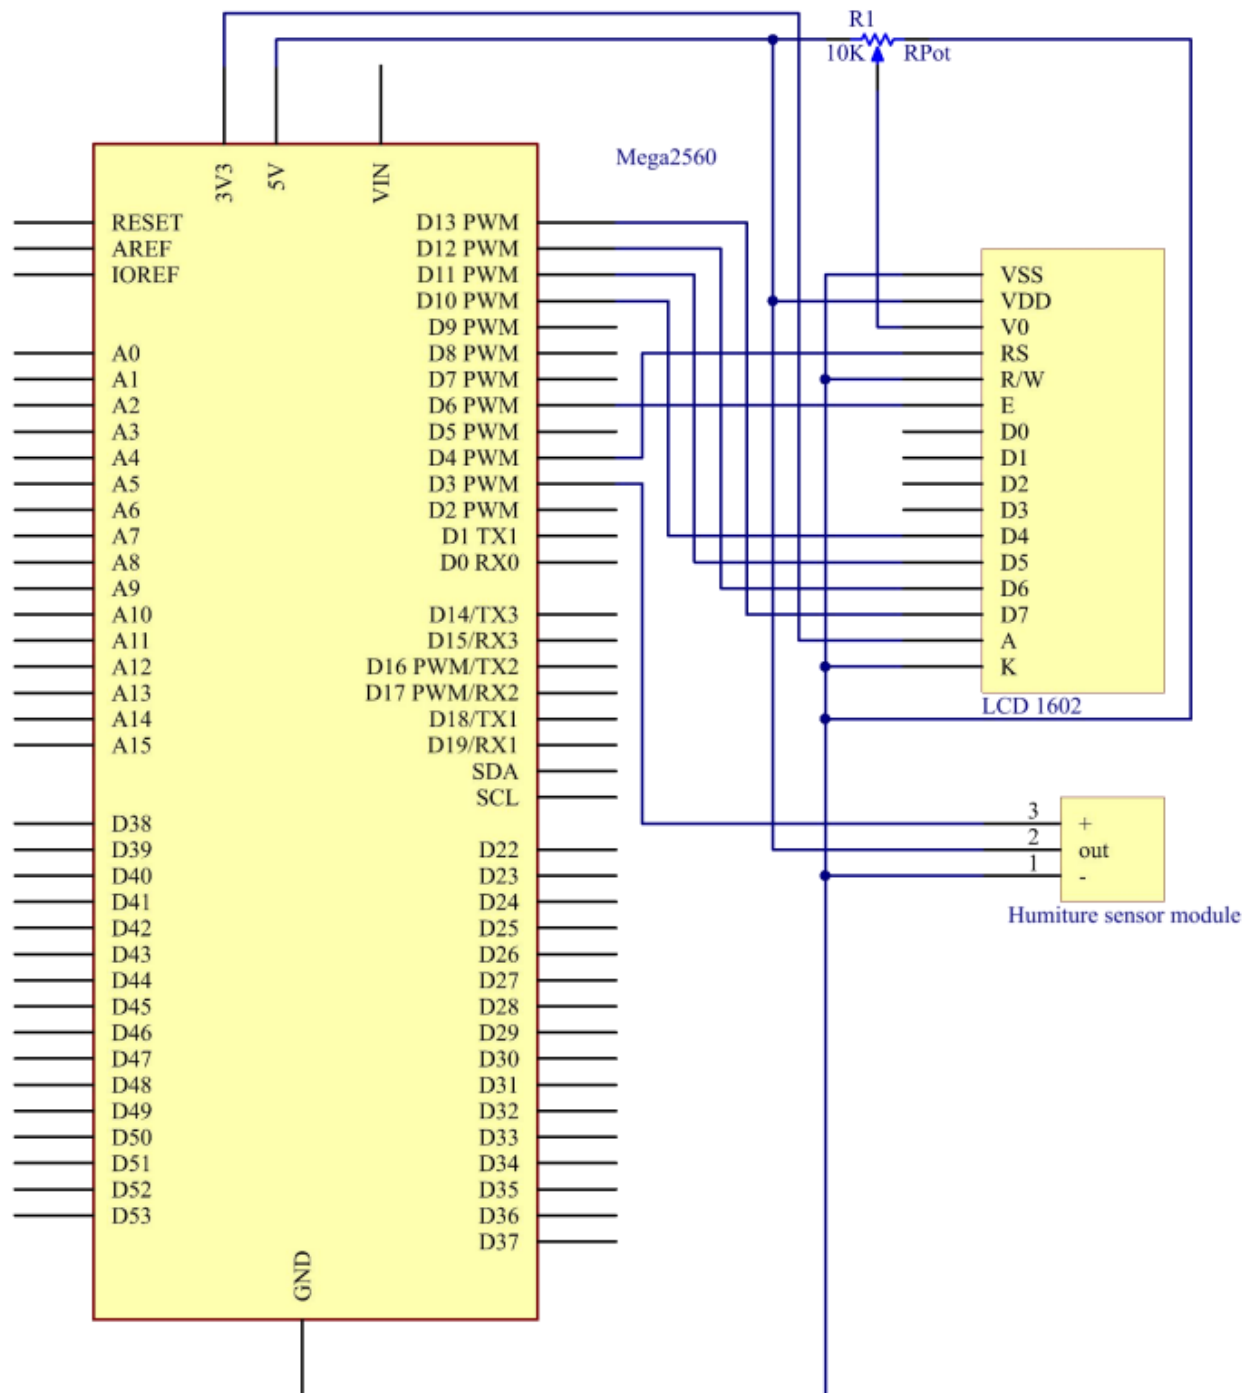 R1
10K
RPot
Mega2560
3V3
5V
VIN
RESET
AREF
IOREF
A0
A1
A2
A3
A4
A5
A6
A7
A8
A9
A10
A11
A12
A13
A14
A15
D38
D39
D40
D41
D42
D43
D44
D45
D46
D47
D48
D49
D50
D51
D52
D53
D13 PWM
D12 PWM
D11 PWM
D10 PWM
D9 PWM
D8 PWM
D7 PWM
D6 PWM
D5 PWM
D4 PWM
D3 PWM
D2 PWM
D1 TX1
D0 RX0
D14/TX3
D15/RX3
D16 PWM/TX2
D17 PWM/RX2
D18/TX1
D19/RX1
SDA
SCL
D22
D23
D24
D25
D26
D27
D28
D29
D30
D31
D32
D33
D34
D35
D36
D37
GND
VSS
VDD
V0
RS
R/W
E
D0
D1
D2
D3
D4
D5
D6
D7
A
K
LCD 1602
3 +
2 out
1 -
Humiture sensor module